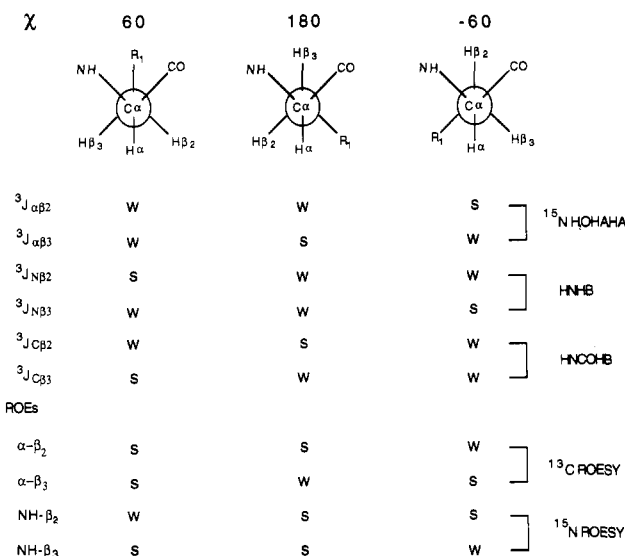 χ 60 180 -60
R1 Hβ3 Hβ2
NH CO NH CO NH CO
Cα Cα Cα
Hβ3 Hβ2 Hβ2 R1 R1 Hβ3
Hα Hα Hα
³Jαβ2 W W S
¹⁵N HOHAHA
³Jαβ3 W S W
³JNβ2 S W W
HNHB
³JNβ3 W W S
³JCβ2 W S W
HNCOHB
³JCβ3 S W W
ROEs
α-β₂ S S W
¹³C ROESY
α-β₃ S W S
NH-β₂ W S S
¹⁵N ROESY
NH-β₃ S S W